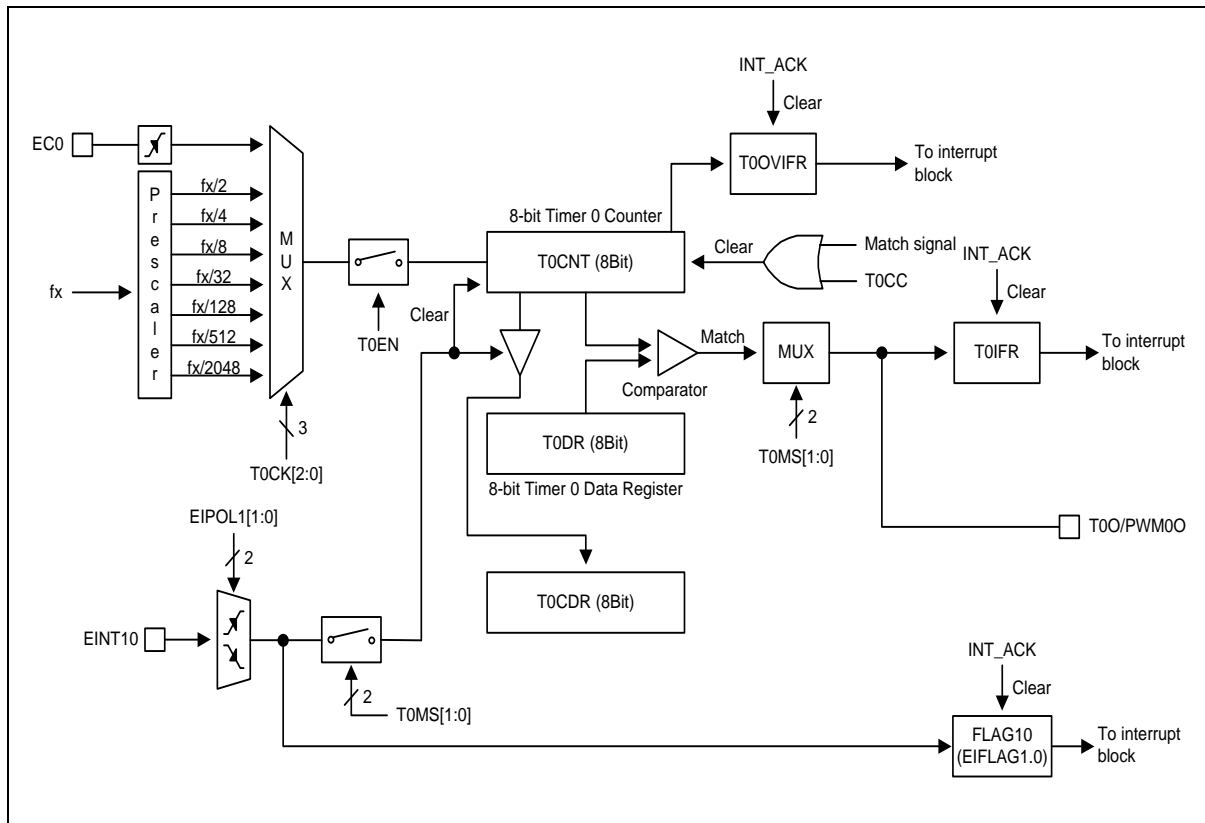 INT_ACK
Clear
EC0
T0OVIFR
To interrupt
block
Prescaler
fx/2
fx/4
fx/8
fx/32
fx/128
fx/512
fx/2048
fx
MUX
8-bit Timer 0 Counter
T0CNT (8Bit)
Clear
Match signal
T0CC
INT_ACK
Clear
T0EN
Clear
Match
MUX
T0IFR
To interrupt
block
Comparator
3
T0CK[2:0]
T0DR (8Bit)
2
T0MS[1:0]
8-bit Timer 0 Data Register
EIPOL1[1:0]
2
T0O/PWM0O
T0CDR (8Bit)
EINT10
2
T0MS[1:0]
INT_ACK
Clear
FLAG10
(EIFLAG1.0)
To interrupt
block